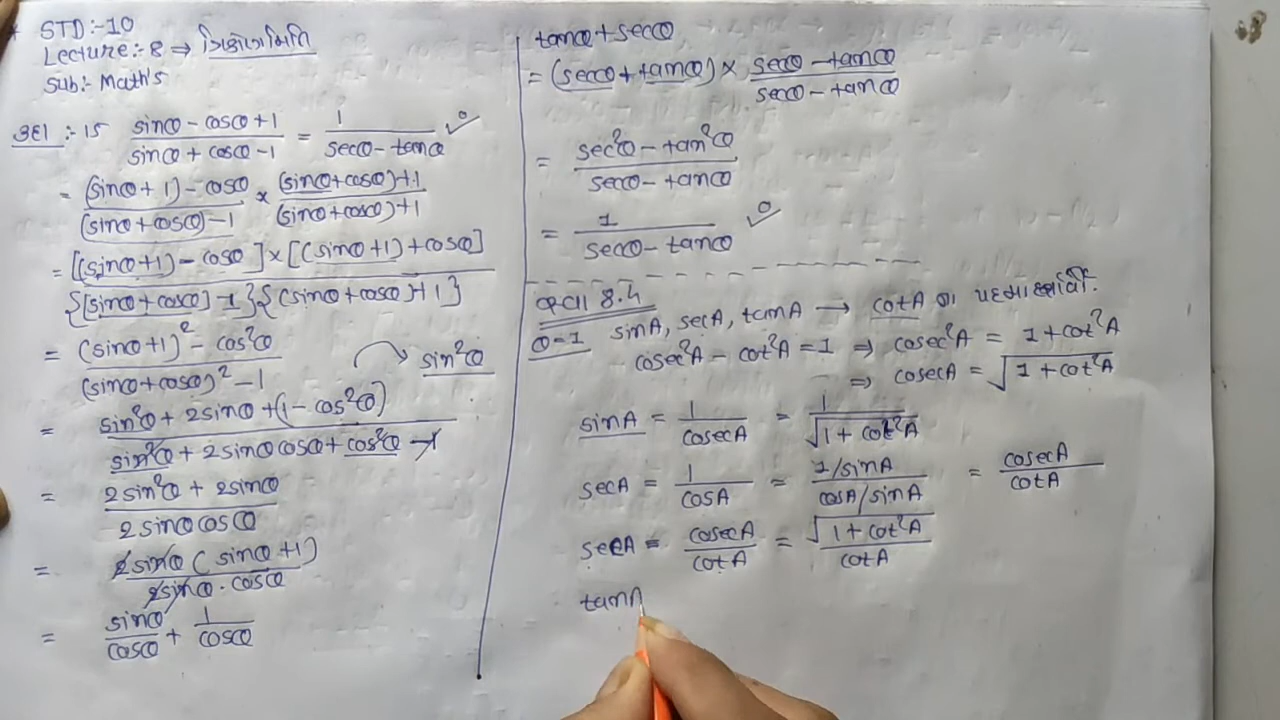 * STD:-10
Lecture:-8 ⇒ ત્રિકોણમિતિ
Sub:- Math's
ઉદા :- 15 (sinθ - cosθ + 1)/(sinθ + cosθ - 1) = 1/(secθ - tanθ) ✓
= ((sinθ + 1) - cosθ)/((sinθ + cosθ) - 1) × ((sinθ + cosθ) + 1)/((sinθ + cosθ) + 1)
= [(sinθ + 1) - cosθ] × [(sinθ + 1) + cosθ] / {[sinθ + cosθ] - 1}{(sinθ + cosθ) + 1}
= ((sinθ + 1)² - cos²θ)/((sinθ + cosθ)² - 1)
sin²θ
= (sin²θ + 2sinθ + (1 - cos²θ))/(sin²θ + 2sinθcosθ + cos²θ - 1)
= (2sin²θ + 2sinθ)/(2sinθcosθ)
= 2sinθ(sinθ + 1)/(2sinθ · cosθ)
= sinθ/cosθ + 1/cosθ
tanθ + secθ
= (secθ + tanθ) × (secθ - tanθ)/(secθ - tanθ)
= (sec²θ - tan²θ)/(secθ - tanθ)
= 1/(secθ - tanθ) ✓
8.4
0=1 sinA, secA, tanA → cotA ના
cosec²A - cot²A = 1 ⇒ cosec²A = 1 + cot²A
⇒ cosecA = √(1 + cot²A)
sinA = 1/cosecA = 1/√(1 + cot²A)
secA = 1/cosA = (1/sinA)/(cosA/sinA) = cosecA/cotA
secA = cosecA/cotA = √(1 + cot²A)/cotA
tanA